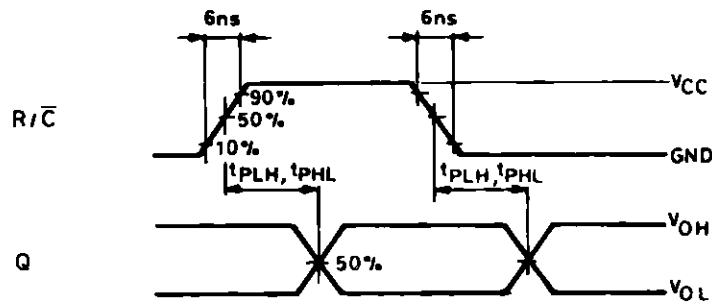 6ns 6ns
R/C̅
90%
50%
10%
VCC
GND
tPLH, tPHL tPLH, tPHL
Q
50%
VOH
VOL